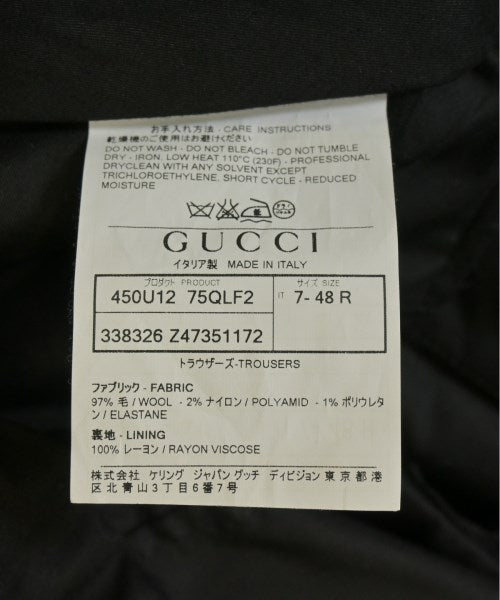 お手入れ方法 - CARE INSTRUCTIONS
乾燥機のご使用はお避け下さい
DO NOT WASH - DO NOT BLEACH - DO NOT TUMBLE
DRY - IRON, LOW HEAT 110°C (230F) - PROFESSIONAL
DRYCLEAN WITH ANY SOLVENT EXCEPT
TRICHLOROETHYLENE, SHORT CYCLE - REDUCED
MOISTURE
GUCCI
イタリア製 MADE IN ITALY
プロダクト PRODUCT サイズ SIZE
450U12 75QLF2 IT 7- 48 R
338326 Z47351172
トラウザーズ-TROUSERS
ファブリック - FABRIC
97% 毛 / WOOL - 2% ナイロン / POLYAMID - 1% ポリウレタ
ン / ELASTANE
裏地 - LINING
100% レーヨン / RAYON VISCOSE
株式会社 ケリング ジャパン グッチ ディビジョン 東京都港
区北青山3丁目6番7号